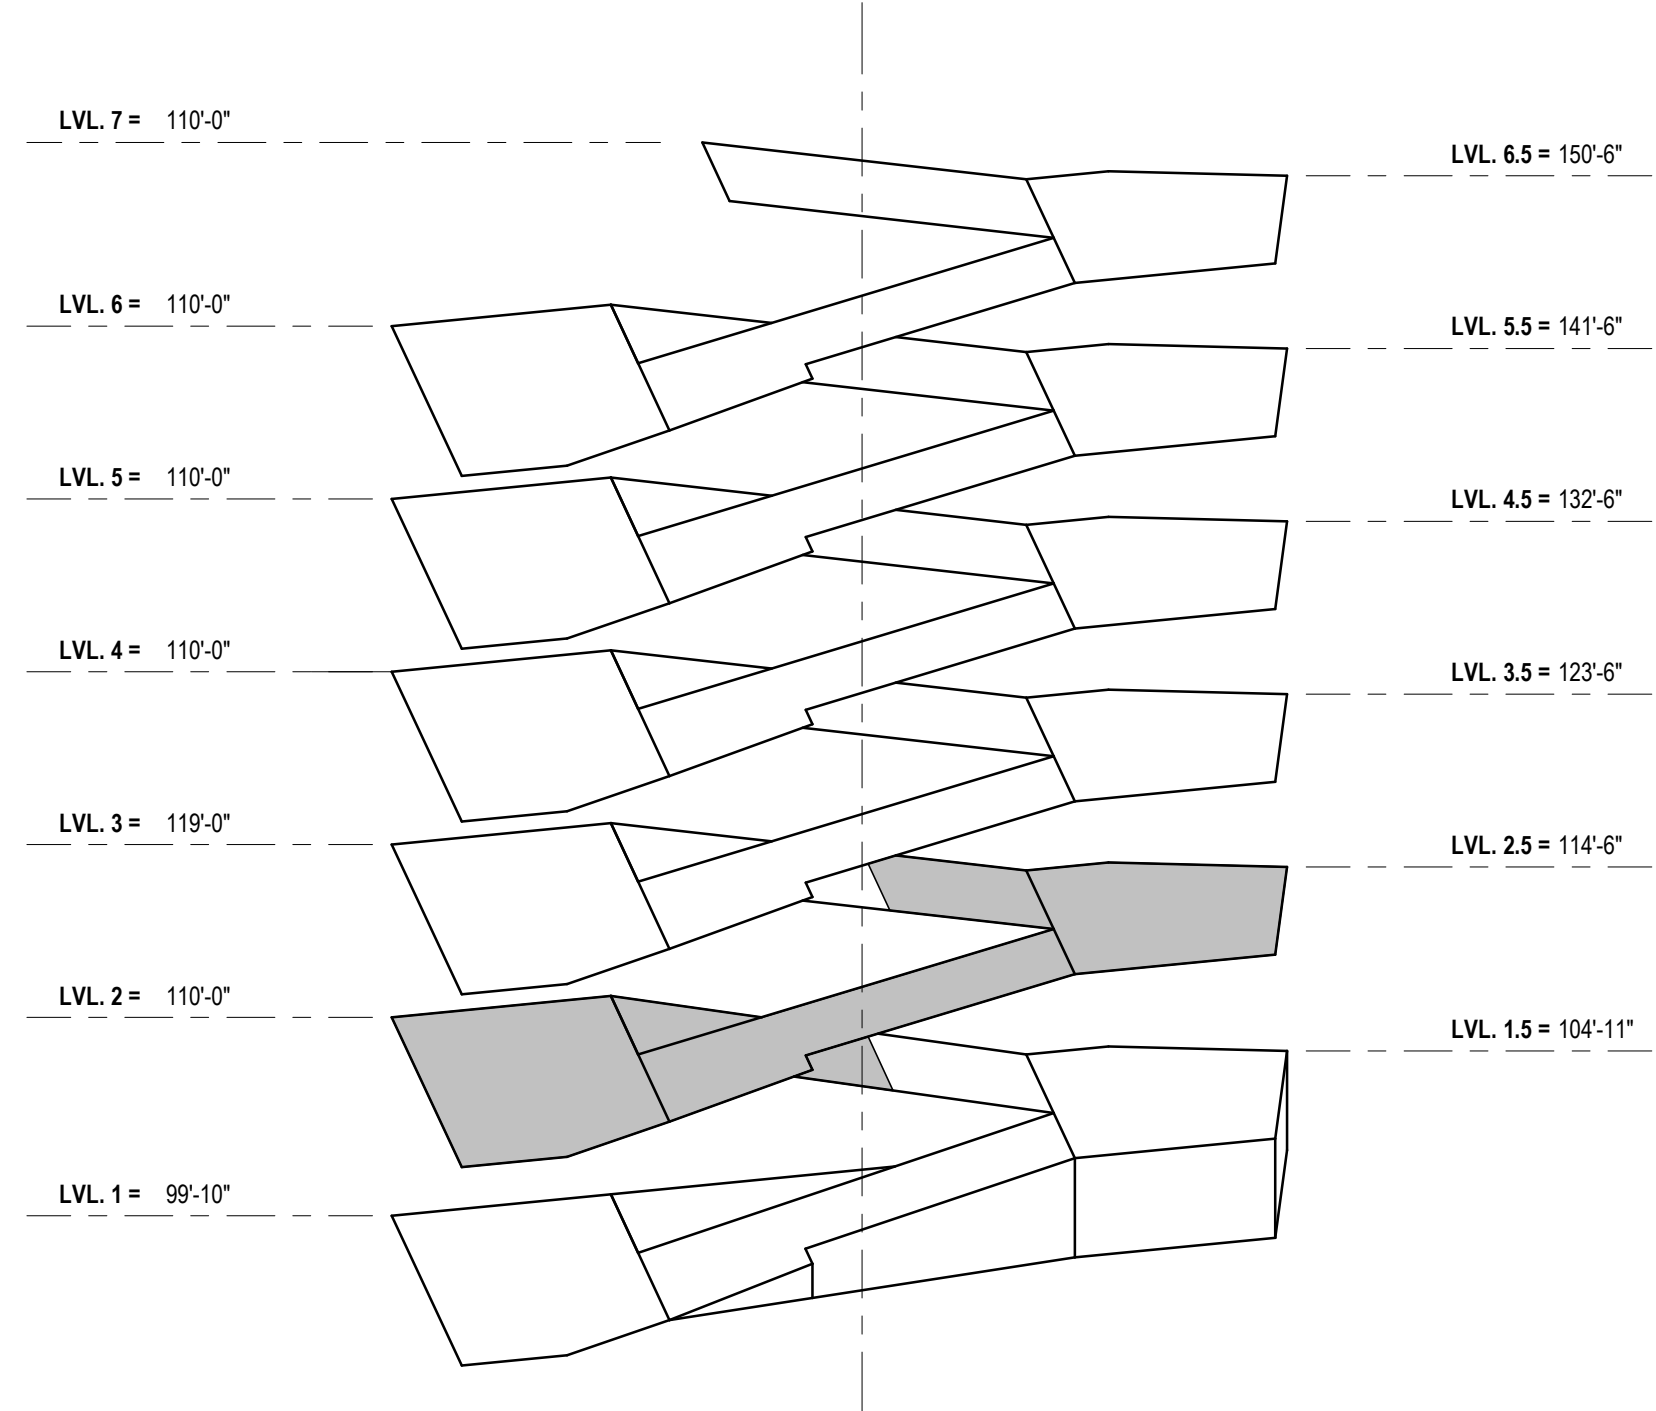 LVL. 7 = 110'-0"
LVL. 6.5 = 150'-6"
LVL. 6 = 110'-0"
LVL. 5.5 = 141'-6"
LVL. 5 = 110'-0"
LVL. 4.5 = 132'-6"
LVL. 4 = 110'-0"
LVL. 3.5 = 123'-6"
LVL. 3 = 119'-0"
LVL. 2.5 = 114'-6"
LVL. 2 = 110'-0"
LVL. 1.5 = 104'-11"
LVL. 1 = 99'-10"